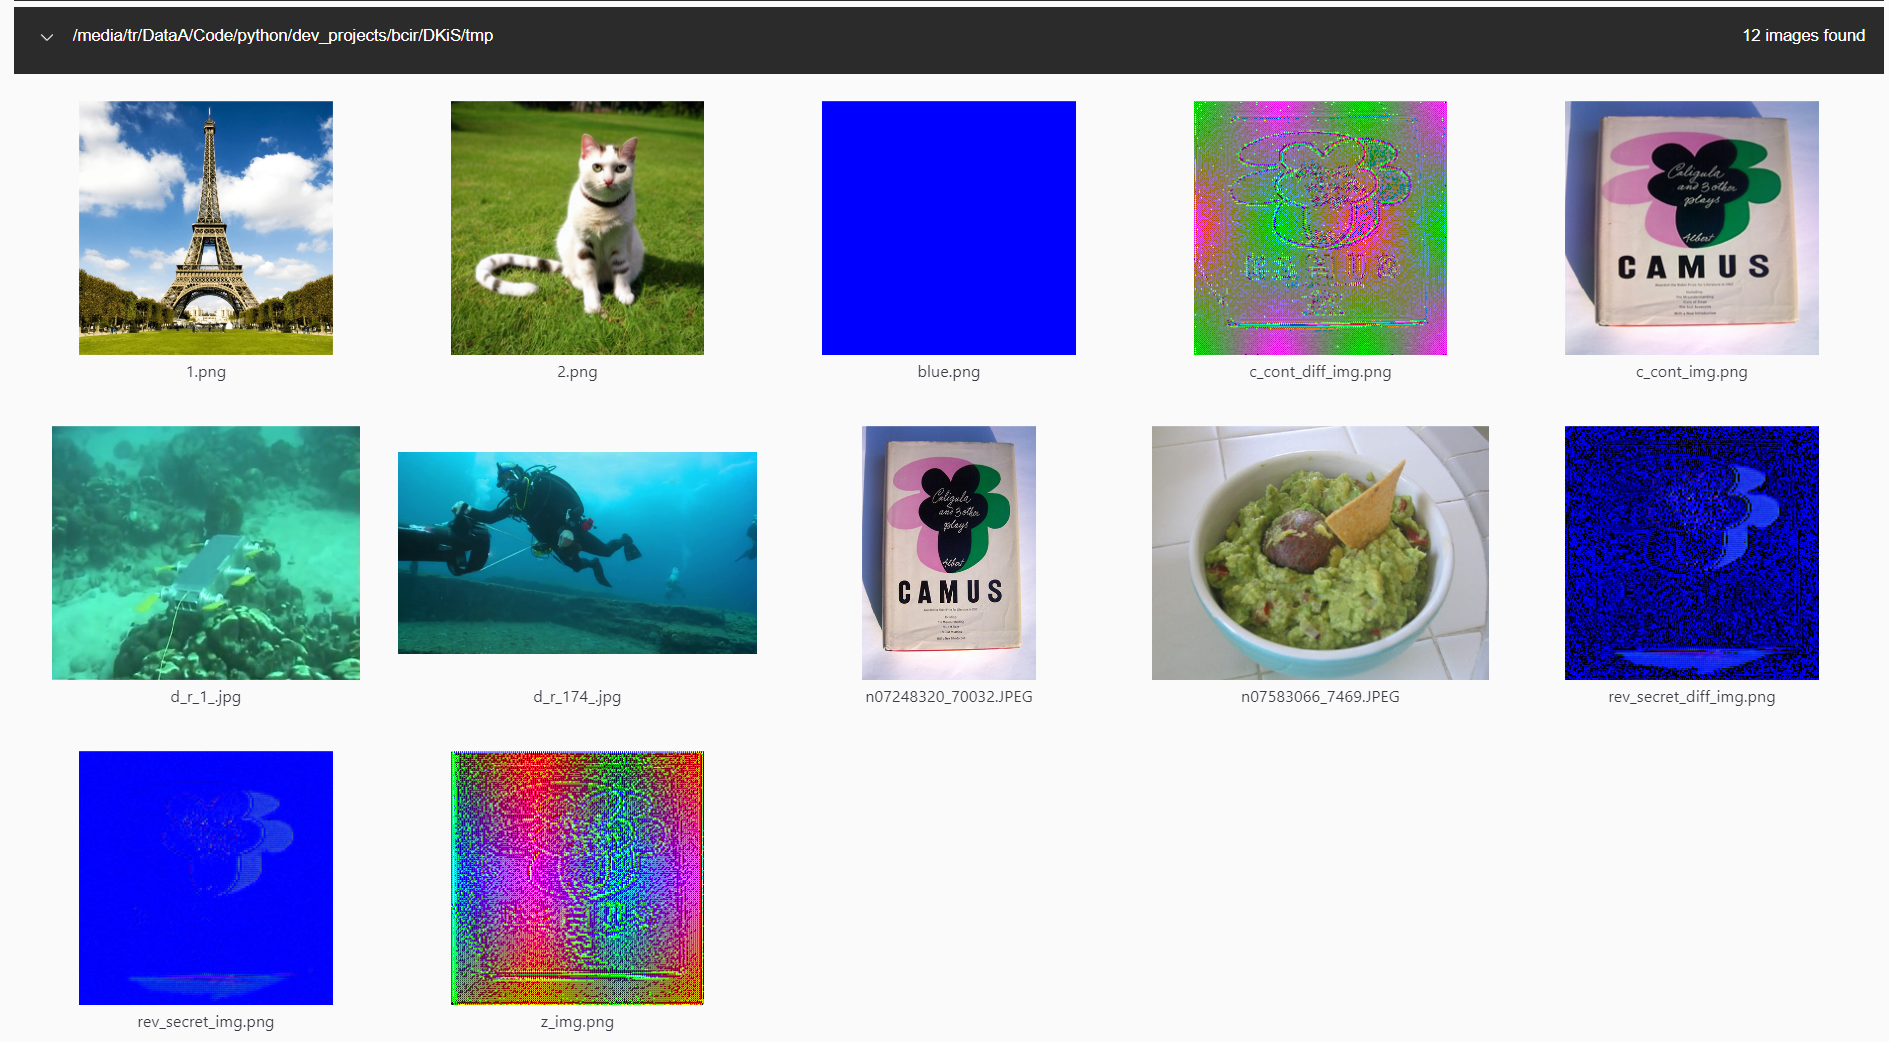 /media/tr/DataA/Code/python/dev_projects/bcir/DKiS/tmp
12 images found
Caligula
and 3 other
plays
Albert
CAMUS
1.png
2.png
blue.png
c_cont_diff_img.png
c_cont_img.png
Caligula
and 3 other
plays
Albert
CAMUS
d_r_1_.jpg
d_r_174_.jpg
n07248320_70032.JPEG
n07583066_7469.JPEG
rev_secret_diff_img.png
rev_secret_img.png
z_img.png